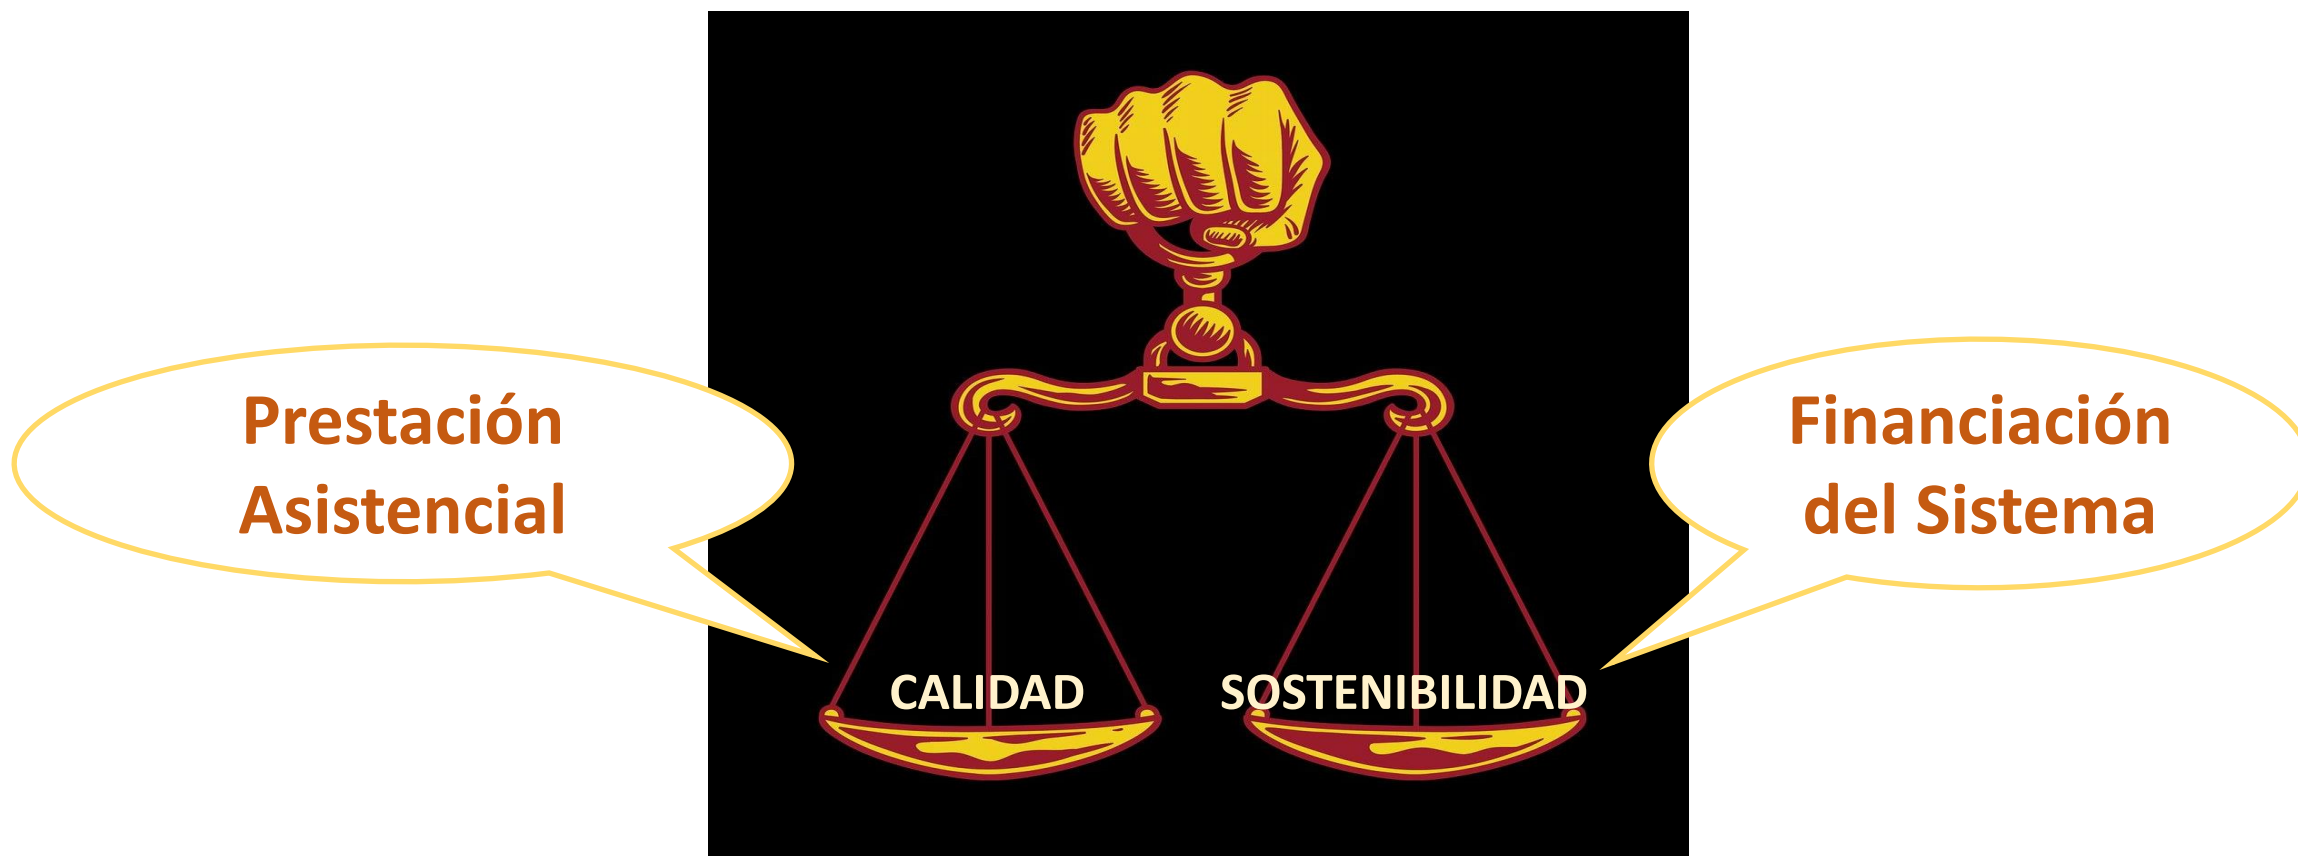 Prestación
Asistencial
Financiación
del Sistema
CALIDAD
SOSTENIBILIDAD